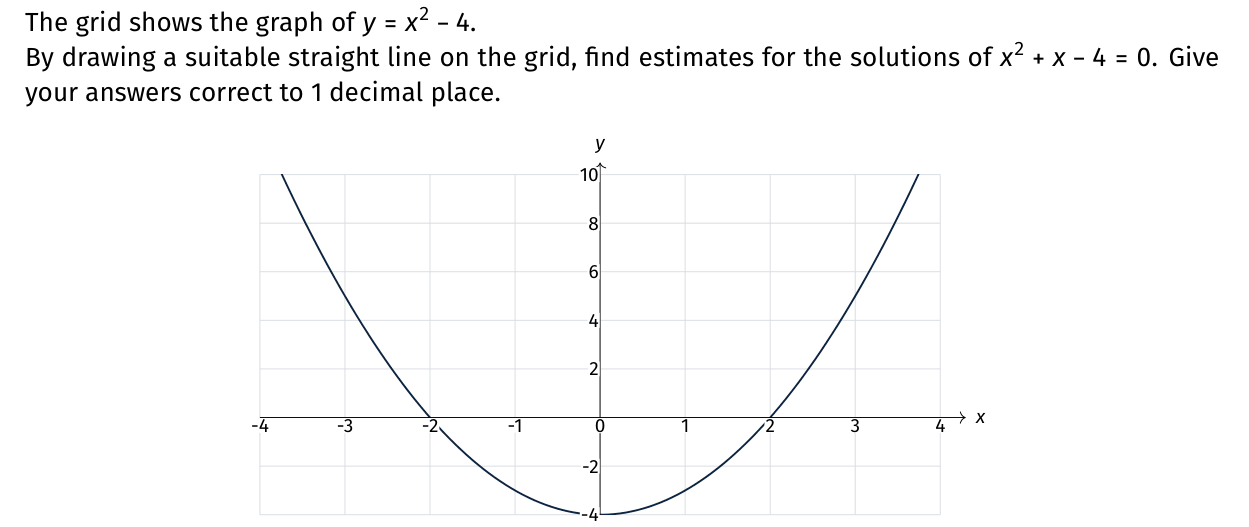 The grid shows the graph of y = x² – 4.
By drawing a suitable straight line on the grid, find estimates for the solutions of x² + x – 4 = 0. Give
your answers correct to 1 decimal place.
y
10
8
6
4
2
-4 -3 -2 -1 0 1 2 3 4 x
-2
-4